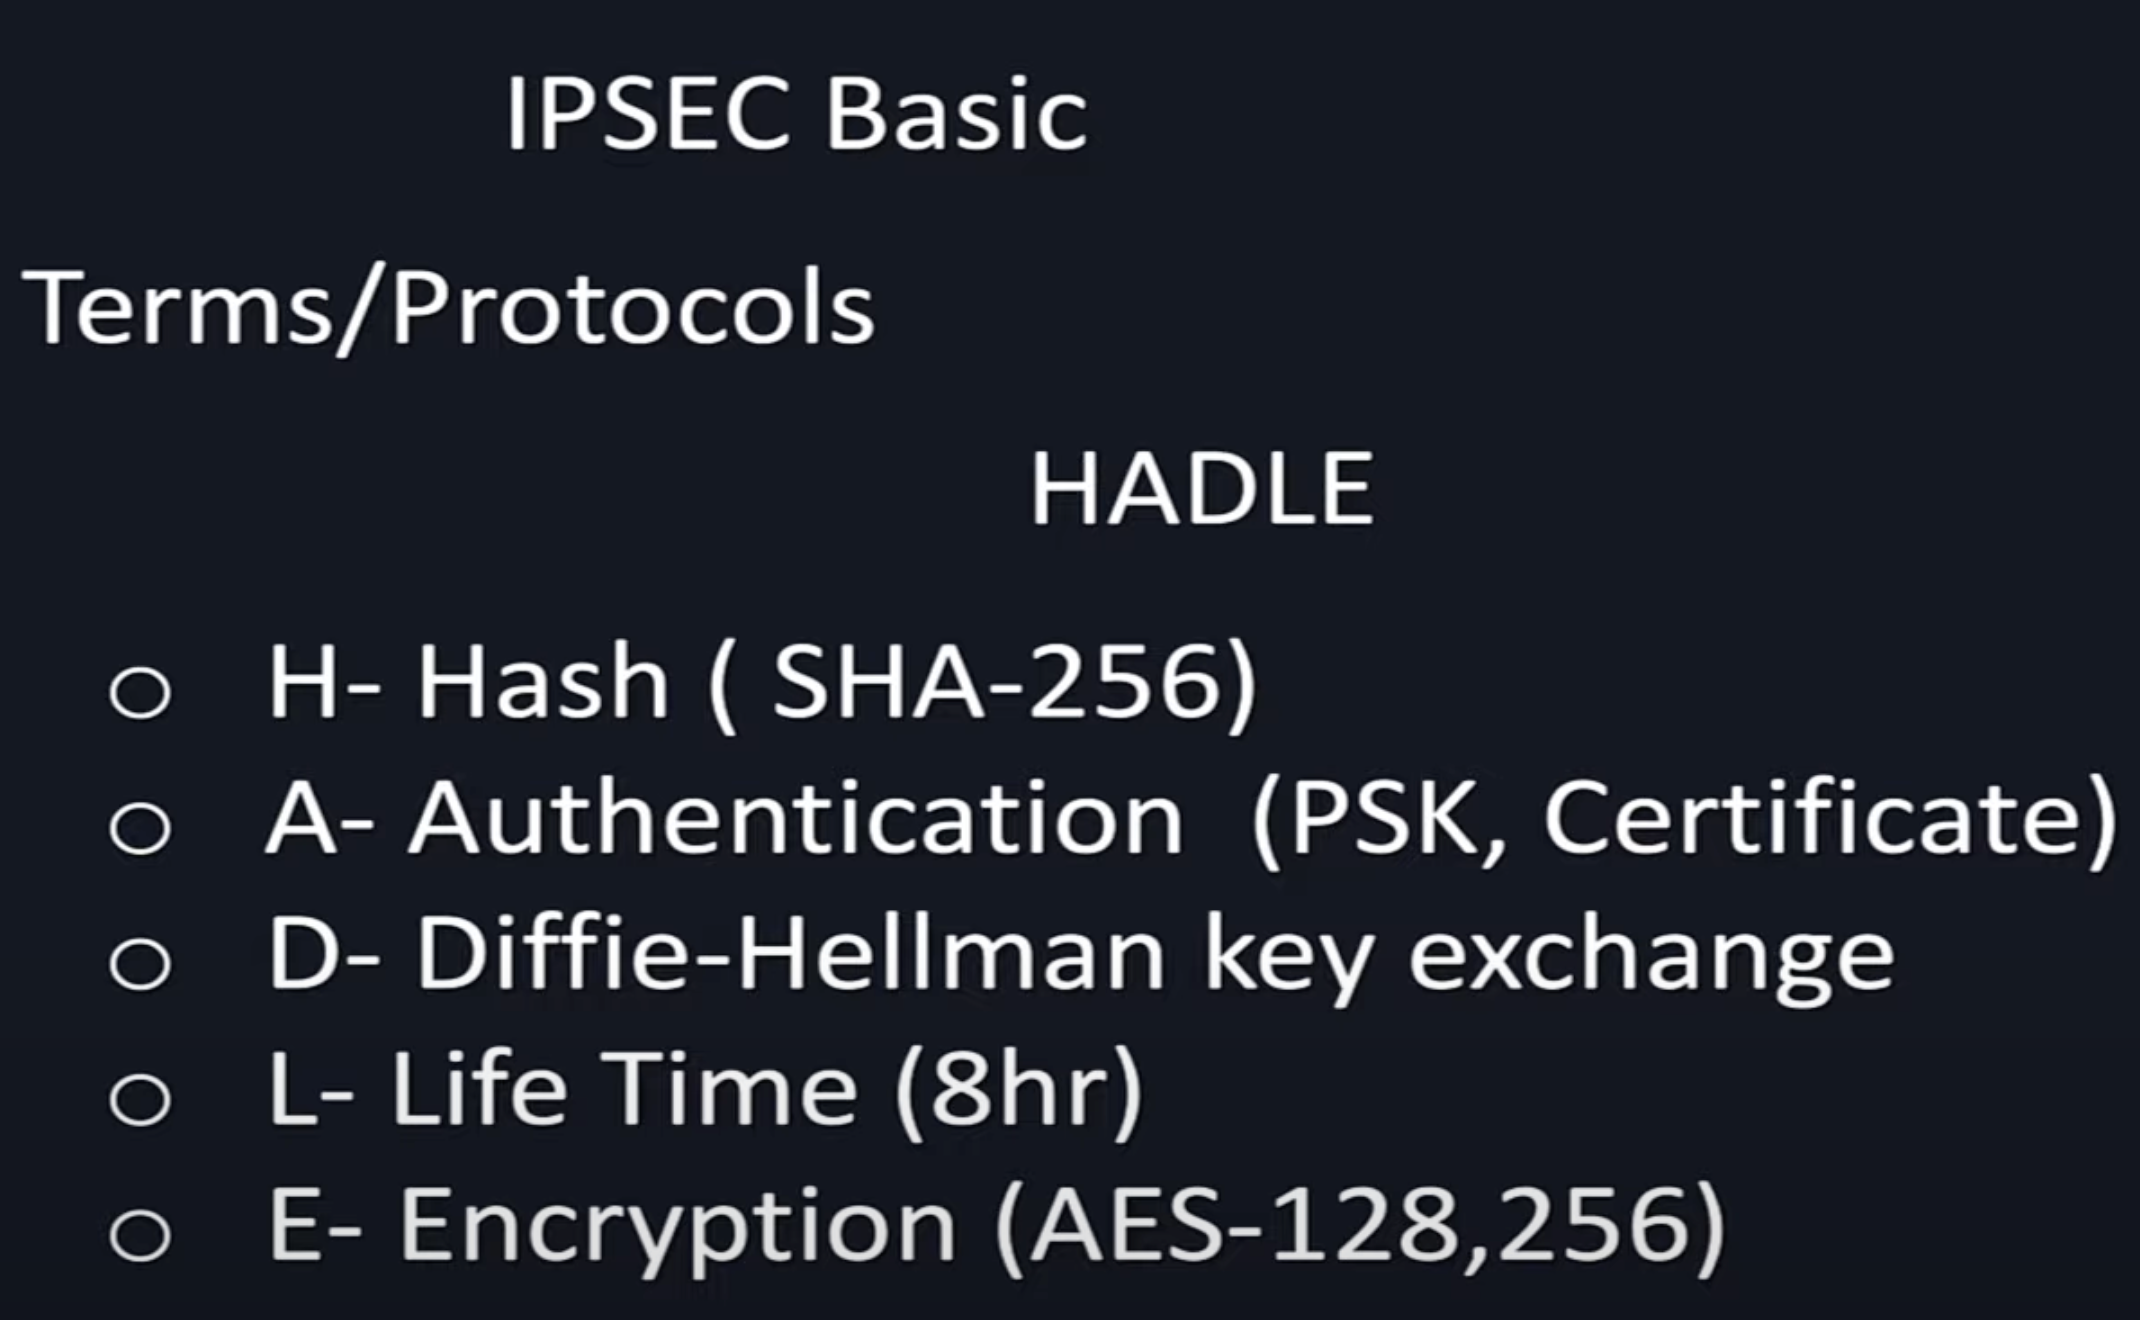 IPSEC Basic
Terms/Protocols
HADLE
o H- Hash ( SHA-256)
o A- Authentication (PSK, Certificate)
o D- Diffie-Hellman key exchange
o L- Life Time (8hr)
o E- Encryption (AES-128,256)